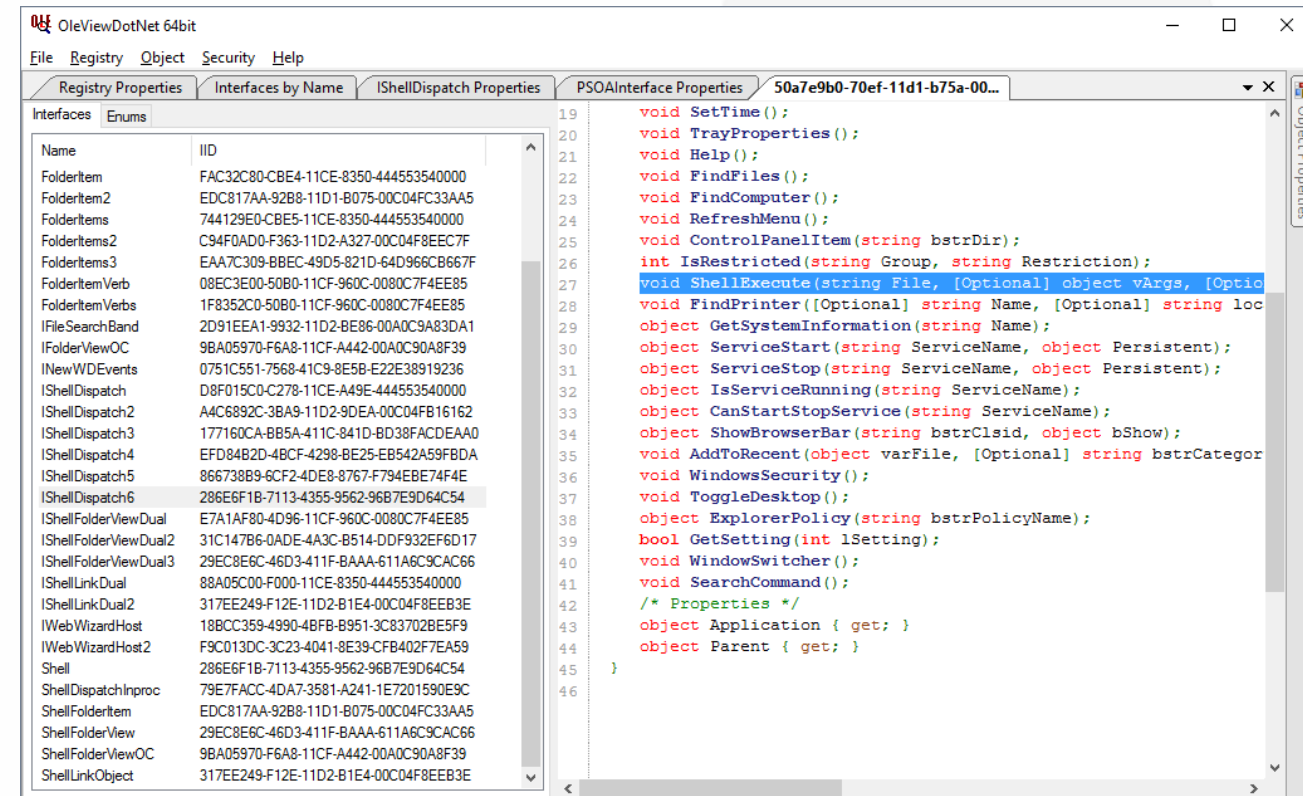 OleViewDotNet 64bit
File Registry Object Security Help
Registry Properties Interfaces by Name IShellDispatch Properties PSOAInterface Properties 50a7e9b0-70ef-11d1-b75a-00...
Interfaces Enums
Name IID
FolderItem FAC32C80-CBE4-11CE-8350-444553540000
FolderItem2 EDC817AA-92B8-11D1-B075-00C04FC33AA5
FolderItems 744129E0-CBE5-11CE-8350-444553540000
FolderItems2 C94F0AD0-F363-11D2-A327-00C04F8EEC7F
FolderItems3 EAA7C309-BBEC-49D5-821D-64D966CB667F
FolderItemVerb 08EC3E00-50B0-11CF-960C-0080C7F4EE85
FolderItemVerbs 1F8352C0-50B0-11CF-960C-0080C7F4EE85
IFileSearchBand 2D91EEA1-9932-11D2-BE86-00A0C9A83DA1
IFolderViewOC 9BA05970-F6A8-11CF-A442-00A0C90A8F39
INewWDEvents 0751C551-7568-41C9-8E5B-E22E38919236
IShellDispatch D8F015C0-C278-11CE-A49E-444553540000
IShellDispatch2 A4C6892C-3BA9-11D2-9DEA-00C04FB16162
IShellDispatch3 177160CA-BB5A-411C-841D-BD38FACDEAA0
IShellDispatch4 EFD84B2D-4BCF-4298-BE25-EB542A59FBDA
IShellDispatch5 866738B9-6CF2-4DE8-8767-F794EBE74F4E
IShellDispatch6 286E6F1B-7113-4355-9562-96B7E9D64C54
IShellFolderViewDual E7A1AF80-4D96-11CF-960C-0080C7F4EE85
IShellFolderViewDual2 31C147B6-0ADE-4A3C-B514-DDF932EF6D17
IShellFolderViewDual3 29EC8E6C-46D3-411F-BAAA-611A6C9CAC66
IShellLinkDual 88A05C00-F000-11CE-8350-444553540000
IShellLinkDual2 317EE249-F12E-11D2-B1E4-00C04F8EEB3E
IWebWizardHost 18BCC359-4990-4BFB-B951-3C83702BE5F9
IWebWizardHost2 F9C013DC-3C23-4041-8E39-CFB402F7EA59
Shell 286E6F1B-7113-4355-9562-96B7E9D64C54
ShellDispatchInproc 79E7FACC-4DA7-3581-A241-1E7201590E9C
ShellFolderItem EDC817AA-92B8-11D1-B075-00C04FC33AA5
ShellFolderView 29EC8E6C-46D3-411F-BAAA-611A6C9CAC66
ShellFolderViewOC 9BA05970-F6A8-11CF-A442-00A0C90A8F39
ShellLinkObject 317EE249-F12E-11D2-B1E4-00C04F8EEB3E
19 void SetTime();
20 void TrayProperties();
21 void Help();
22 void FindFiles();
23 void FindComputer();
24 void RefreshMenu();
25 void ControlPanelItem(string bstrDir);
26 int IsRestricted(string Group, string Restriction);
27 void ShellExecute(string File, [Optional] object vArgs, [Optio
28 void FindPrinter([Optional] string Name, [Optional] string loc
29 object GetSystemInformation(string Name);
30 object ServiceStart(string ServiceName, object Persistent);
31 object ServiceStop(string ServiceName, object Persistent);
32 object IsServiceRunning(string ServiceName);
33 object CanStartStopService(string ServiceName);
34 object ShowBrowserBar(string bstrClsid, object bShow);
35 void AddToRecent(object varFile, [Optional] string bstrCategor
36 void WindowsSecurity();
37 void ToggleDesktop();
38 object ExplorerPolicy(string bstrPolicyName);
39 bool GetSetting(int lSetting);
40 void WindowSwitcher();
41 void SearchCommand();
42 /* Properties */
43 object Application { get; }
44 object Parent { get; }
45 }
46
Object Properties